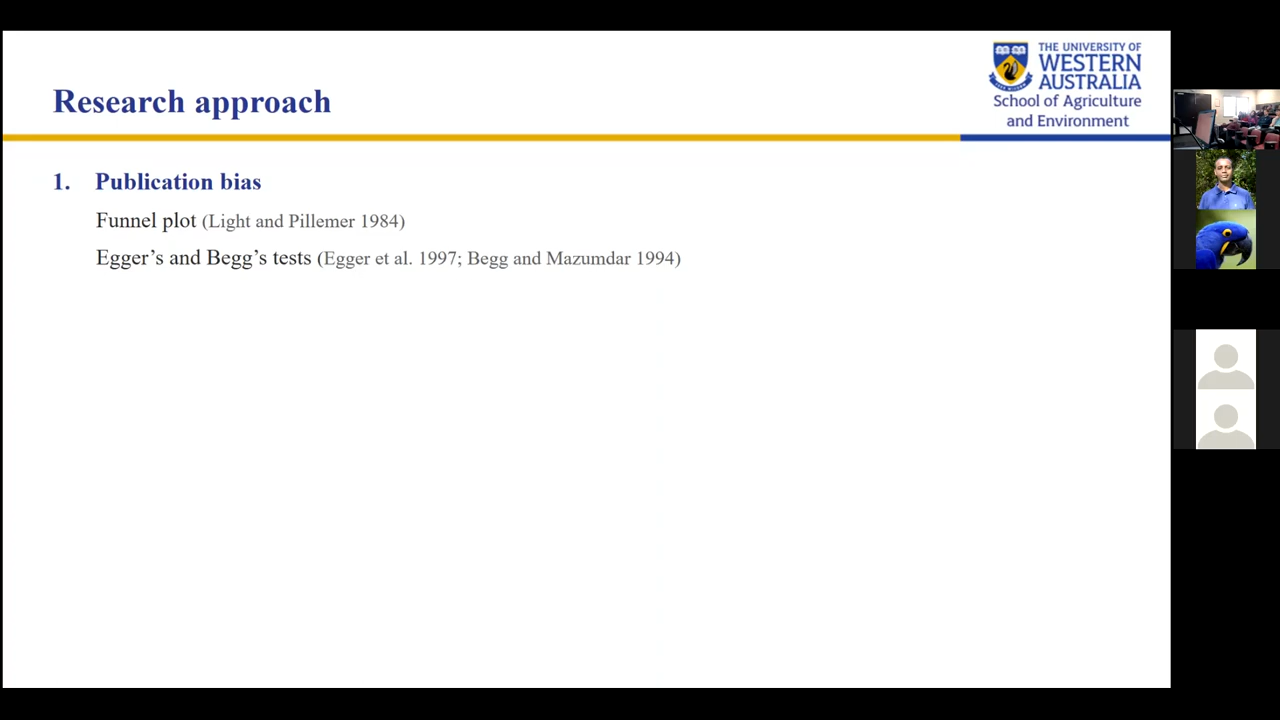 THE UNIVERSITY OF
WESTERN
AUSTRALIA
School of Agriculture
and Environment
Research approach
1. Publication bias
Funnel plot (Light and Pillemer 1984)
Egger’s and Begg’s tests (Egger et al. 1997; Begg and Mazumdar 1994)